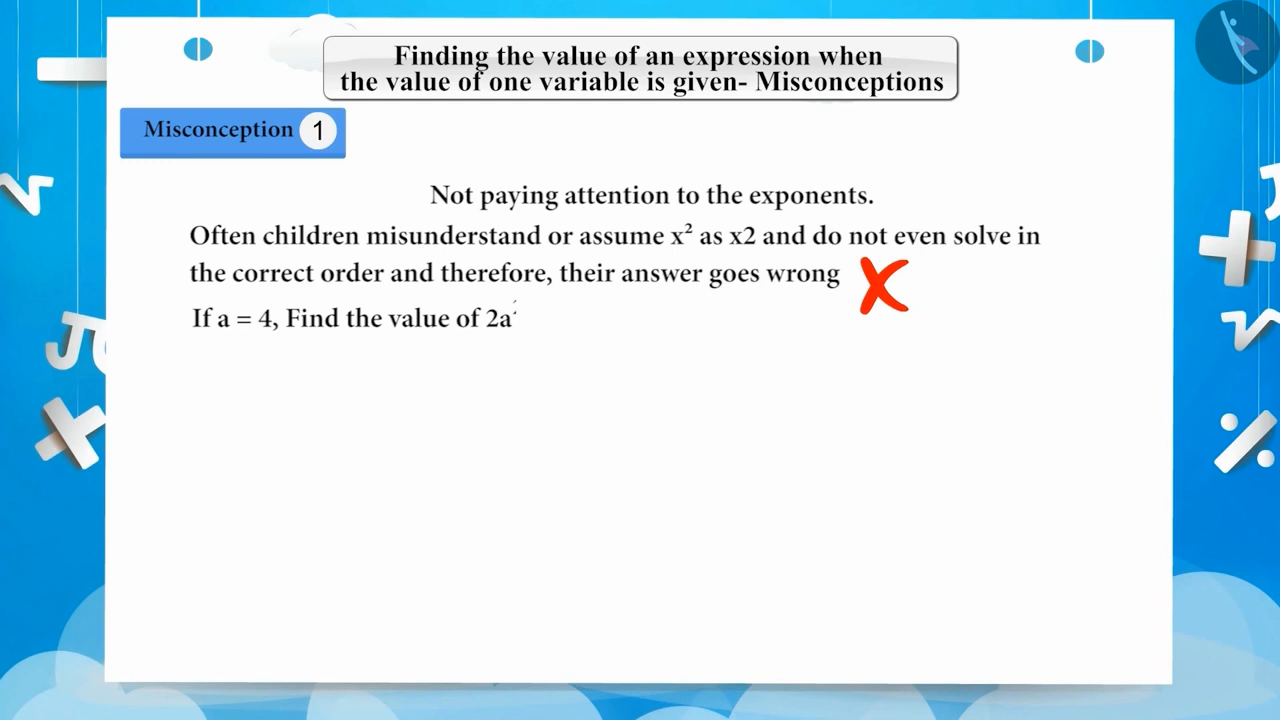 Finding the value of an expression when
the value of one variable is given- Misconceptions
Misconception 1
Not paying attention to the exponents.
Often children misunderstand or assume x² as x2 and do not even solve in
the correct order and therefore, their answer goes wrong
If a = 4, Find the value of 2a